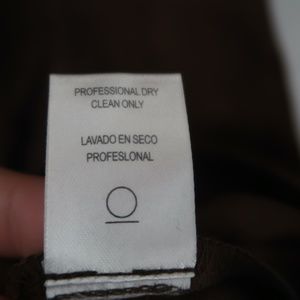 PROFESSIONAL DRY
CLEAN ONLY
LAVADO EN SECO
PROFESLONAL